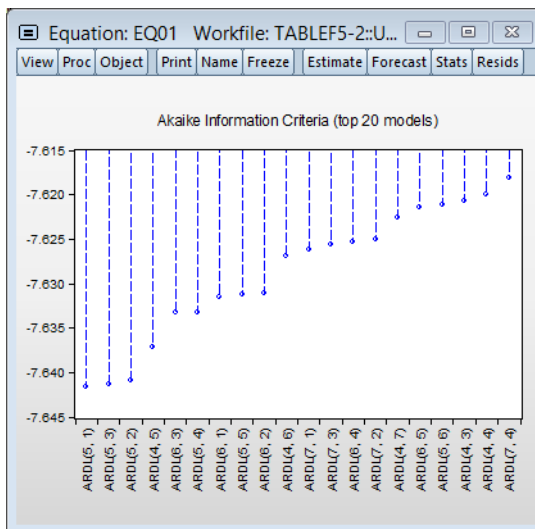 Equation: EQ01 Workfile: TABLEF5-2::U...
View Proc Object Print Name Freeze Estimate Forecast Stats Resids
Akaike Information Criteria (top 20 models)
-7.615
-7.620
-7.625
-7.630
-7.635
-7.640
-7.645
ARDL(5, 1)
ARDL(5, 3)
ARDL(5, 2)
ARDL(4, 5)
ARDL(6, 3)
ARDL(5, 4)
ARDL(6, 1)
ARDL(5, 5)
ARDL(6, 2)
ARDL(4, 6)
ARDL(7, 1)
ARDL(7, 3)
ARDL(6, 4)
ARDL(7, 2)
ARDL(4, 7)
ARDL(6, 5)
ARDL(5, 6)
ARDL(4, 3)
ARDL(4, 4)
ARDL(7, 4)